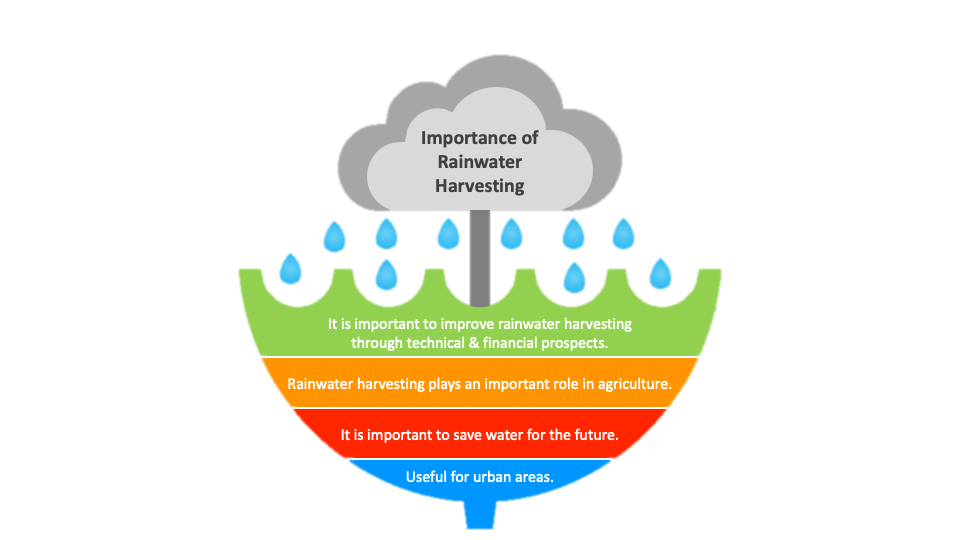 Importance of
Rainwater
Harvesting
It is important to improve rainwater harvesting
through technical & financial prospects.
Rainwater harvesting plays an important role in agriculture.
It is important to save water for the future.
Useful for urban areas.